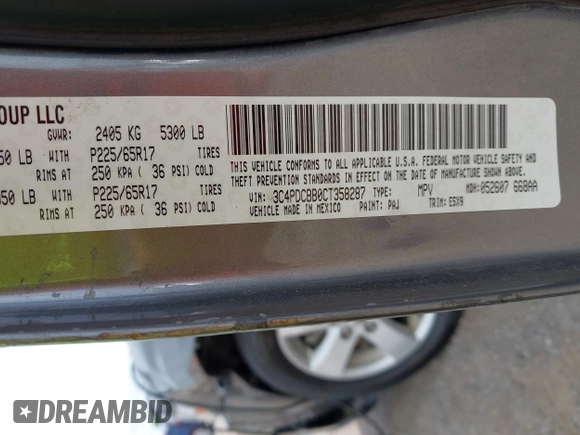 OUP LLC
GVWR: 2405 KG 5300 LB
50 LB WITH P225/65R17 TIRES
RIMS AT 250 KPA ( 36 PSI) COLD
50 LB WITH P225/65R17 TIRES
RIMS AT 250 KPA ( 36 PSI) COLD
THIS VEHICLE CONFORMS TO ALL APPLICABLE U.S.A. FEDERAL MOTOR VEHICLE SAFETY AND
THEFT PREVENTION STANDARDS IN EFFECT ON THE DATE OF MANUFACTURE SHOWN ABOVE.
VIN: 3C4PDCBB0CT358287 TYPE: MPV MDH: 052607 668AA
VEHICLE MADE IN MEXICO PAINT: PAJ TRIM: E5X9
DREAMBID